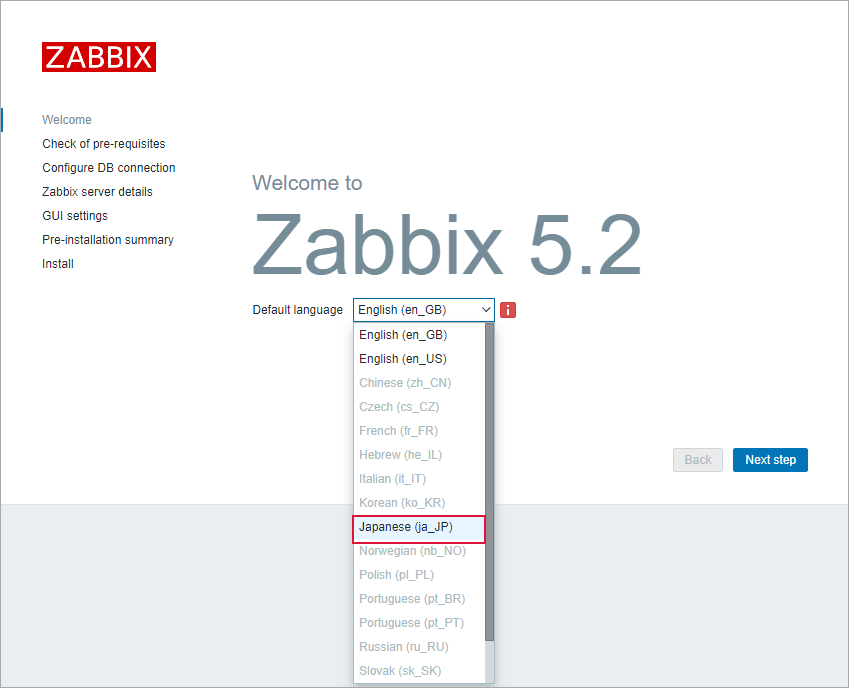 ZABBIX
Welcome
Check of pre-requisites
Configure DB connection
Zabbix server details
GUI settings
Pre-installation summary
Install
Welcome to
Zabbix 5.2
Default language English (en_GB) i
English (en_GB)
English (en_US)
Chinese (zh_CN)
Czech (cs_CZ)
French (fr_FR)
Hebrew (he_IL)
Italian (it_IT)
Korean (ko_KR)
Japanese (ja_JP)
Norwegian (nb_NO)
Polish (pl_PL)
Portuguese (pt_BR)
Portuguese (pt_PT)
Russian (ru_RU)
Slovak (sk_SK)
Back Next step